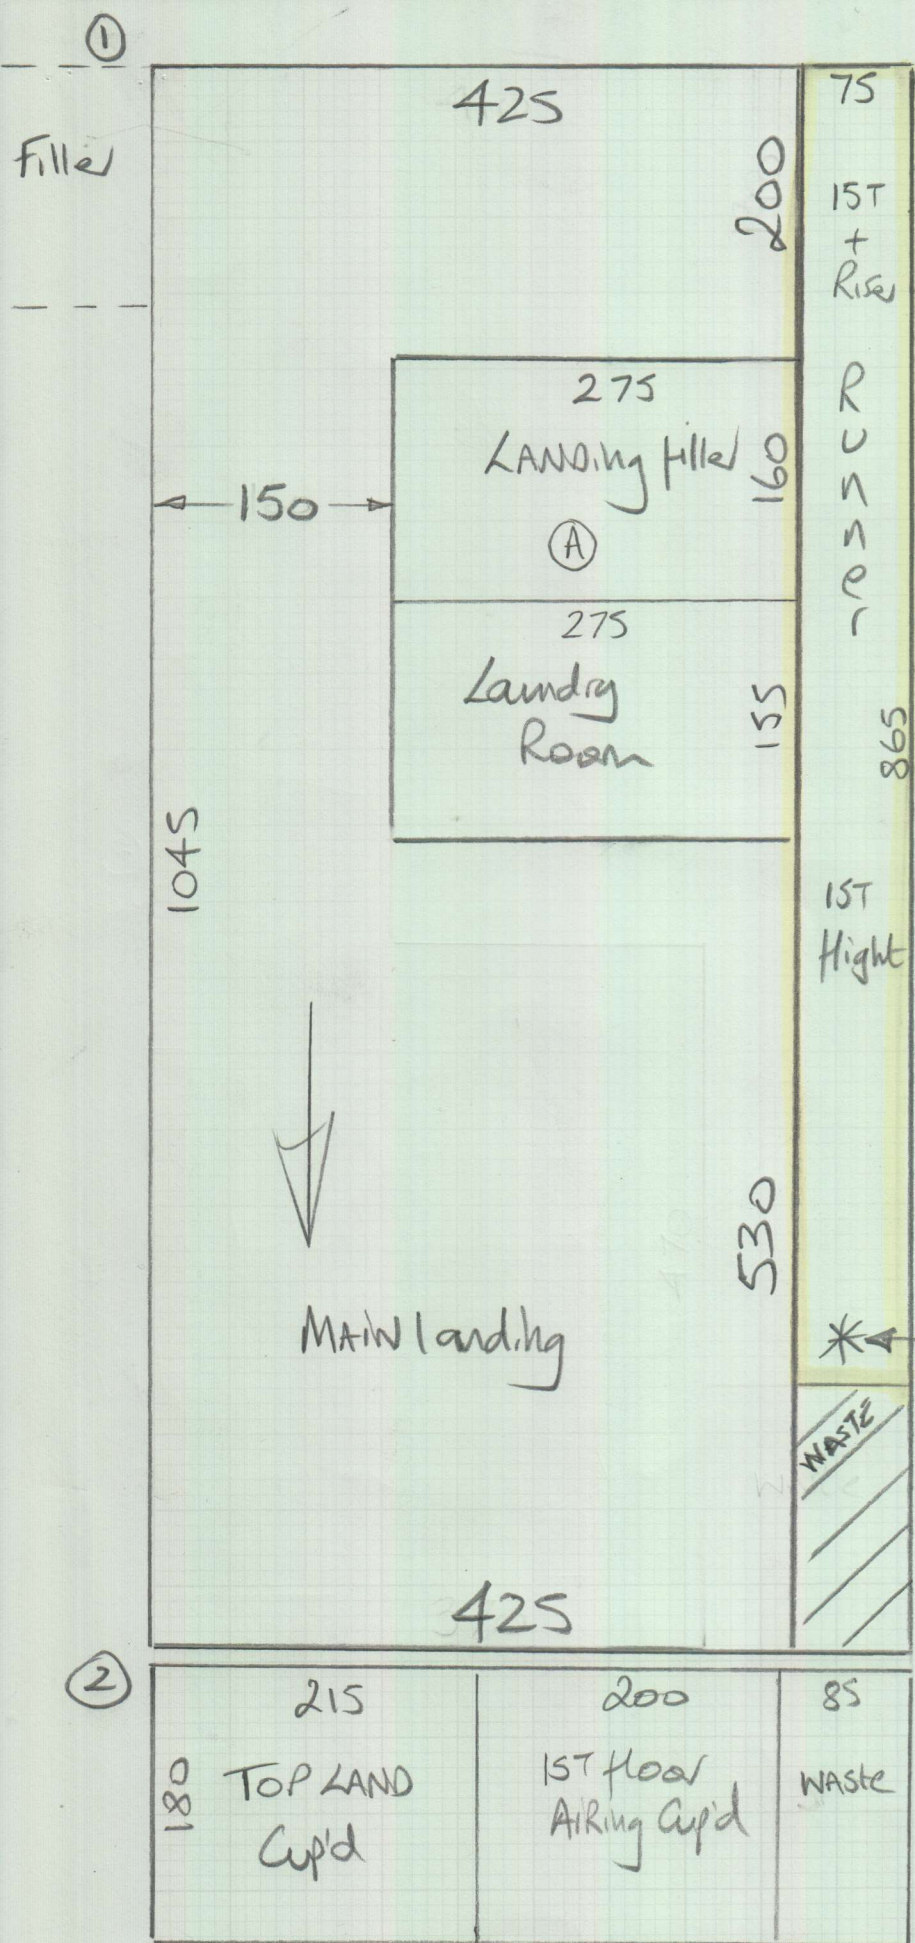 1
425
75
Filler
200
1ST
+
Riser
275
LANDing filler
160
Runner
150
A
275
Laundry
Room
155
865
1045
1ST
flight
530
MAIN landing
*
WASTE
425
2
215
200
85
180
TOP LAND
Cup'd
1ST floor
AiRing Cup'd
WASTE